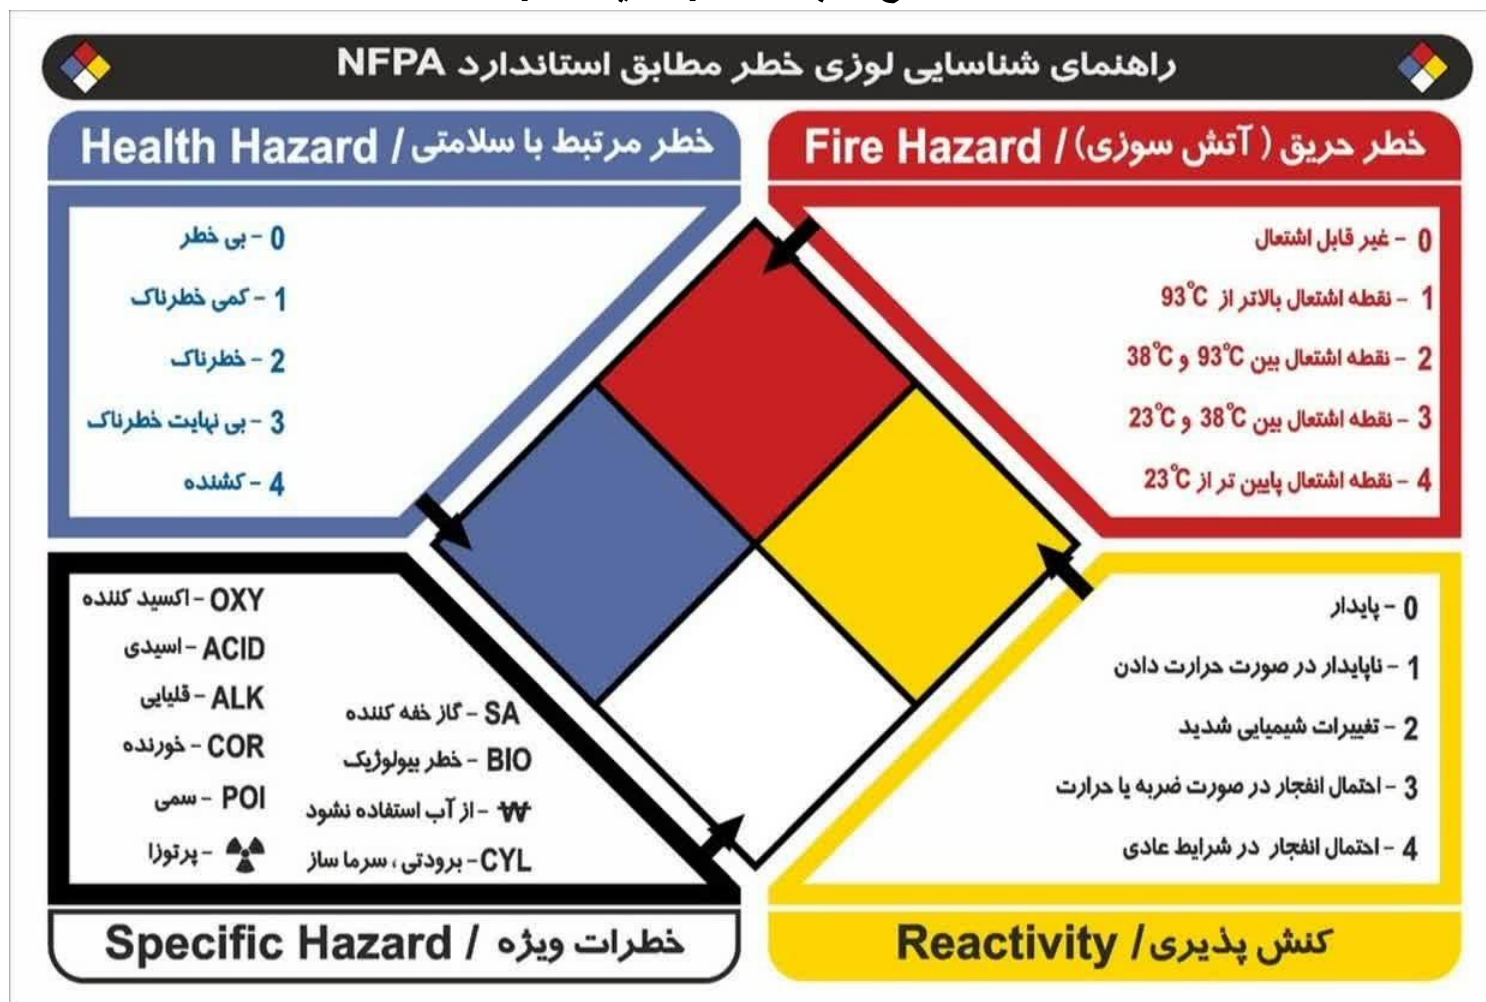 راهنمای شناسایی لوزی خطر مطابق استاندارد NFPA
خطر حریق ( آتش سوزی) / Fire Hazard
0 - غیر قابل اشتعال
1 - نقطه اشتعال بالاتر از 93°C
2 - نقطه اشتعال بین 93°C و 38°C
3 - نقطه اشتعال بین 38°C و 23°C
4 - نقطه اشتعال پایین تر از 23°C
خطر مرتبط با سلامتی / Health Hazard
0 - بی خطر
1 - کمی خطرناک
2 - خطرناک
3 - بی نهایت خطرناک
4 - کشنده
0 - پایدار
1 - ناپایدار در صورت حرارت دادن
2 - تغییرات شیمیایی شدید
3 - احتمال انفجار در صورت ضربه یا حرارت
4 - احتمال انفجار در شرایط عادی
کنش پذیری / Reactivity
OXY - اکسید کننده
ACID - اسیدی
ALK - قلیایی
COR - خورنده
POI - سمی
- پرتوزا
SA - گاز خفه کننده
BIO - خطر بیولوژیک
W - از آب استفاده نشود
CYL - برودتی ، سرما ساز
خطرات ویژه / Specific Hazard